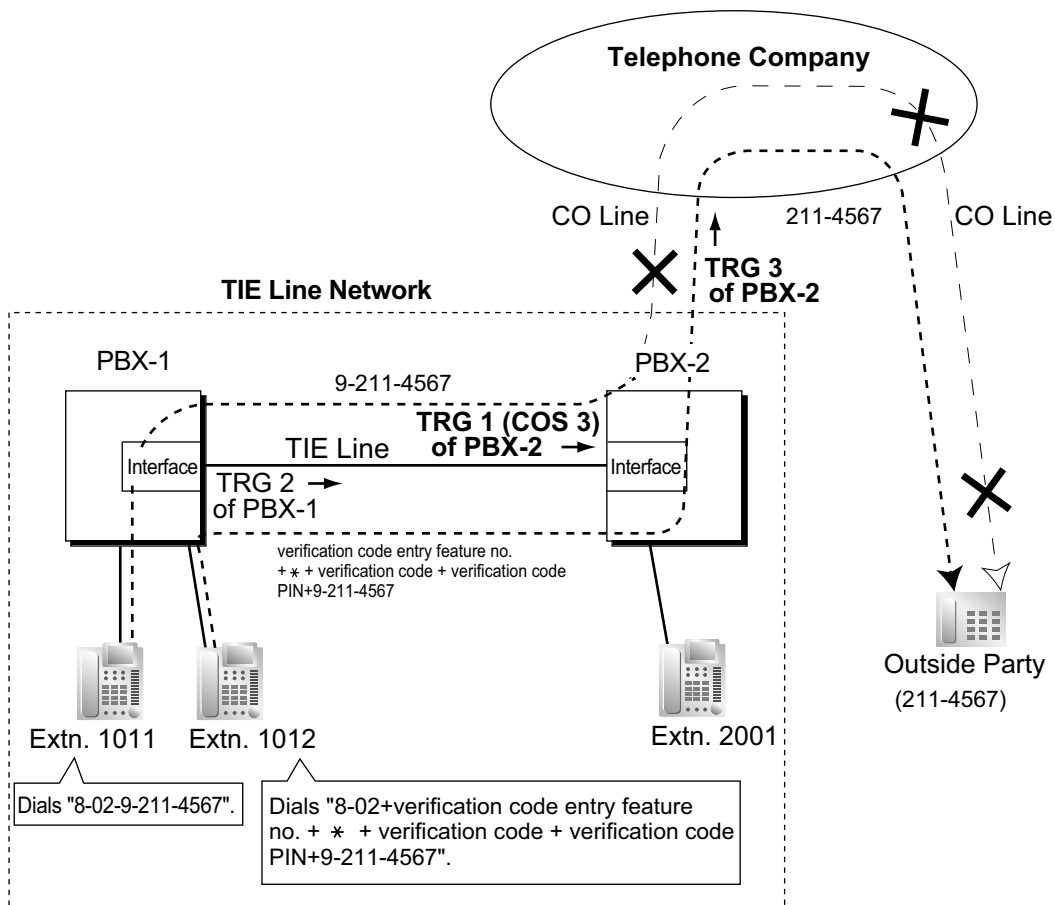 Telephone Company
CO Line
211-4567
CO Line
TRG 3
of PBX-2
TIE Line Network
PBX-1
9-211-4567
PBX-2
TRG 1 (COS 3)
of PBX-2
TIE Line
Interface
Interface
TRG 2
of PBX-1
verification code entry feature no.
+ * + verification code + verification code
PIN+9-211-4567
Outside Party
(211-4567)
Extn. 1011
Extn. 1012
Extn. 2001
Dials "8-02-9-211-4567".
Dials "8-02+verification code entry feature
no. + * + verification code + verification code
PIN+9-211-4567".